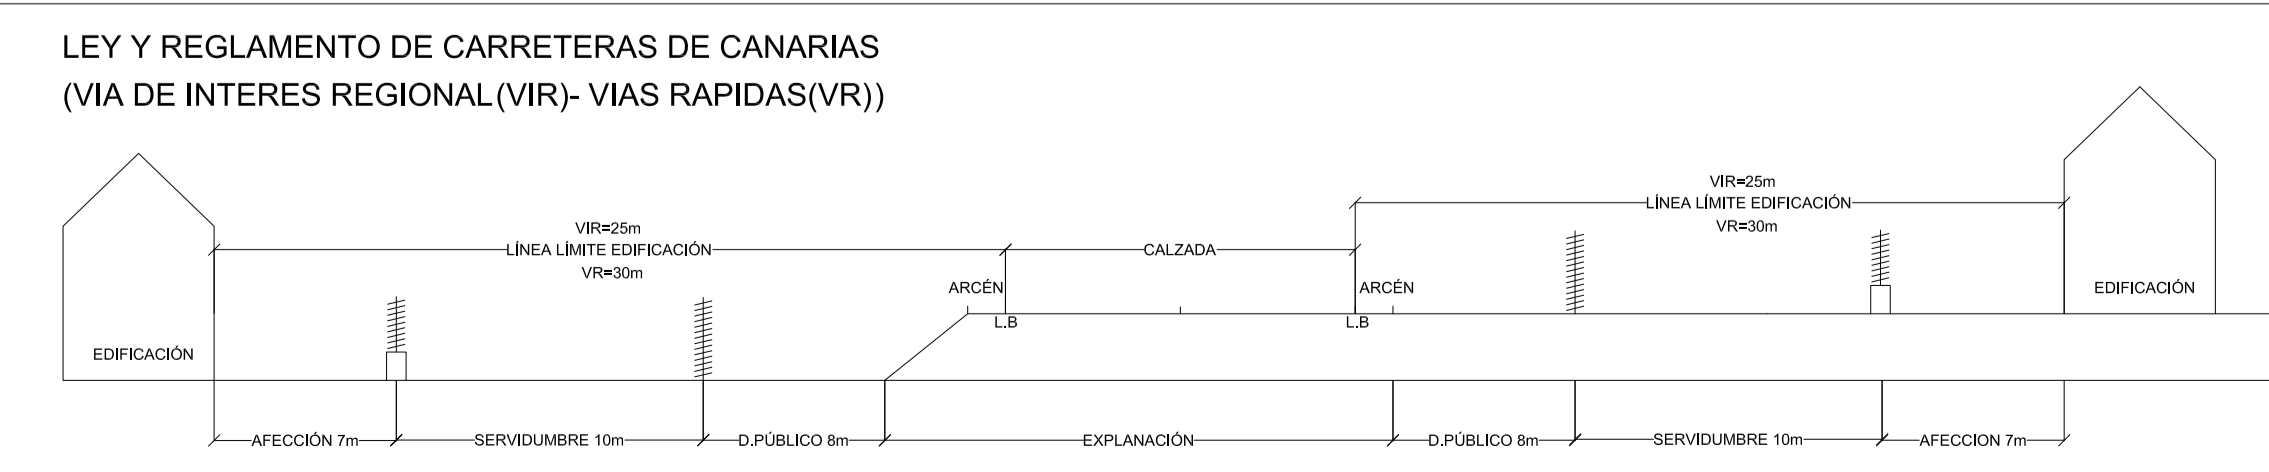 LEY Y REGLAMENTO DE CARRETERAS DE CANARIAS
(VIA DE INTERES REGIONAL(VIR)- VIAS RAPIDAS(VR))
VIR=25m
LÍNEA LÍMITE EDIFICACIÓN
VR=30m
CALZADA
VIR=25m
LÍNEA LÍMITE EDIFICACIÓN
VR=30m
ARCÉN
ARCÉN
EDIFICACIÓN
L.B
L.B
EDIFICACIÓN
AFECCIÓN 7m
SERVIDUMBRE 10m
D.PÚBLICO 8m
EXPLANACIÓN
D.PÚBLICO 8m
SERVIDUMBRE 10m
AFECCION 7m